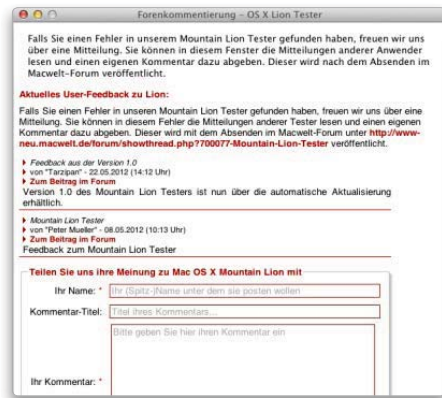 Forenkommentierung – OS X Lion Tester
Falls Sie einen Fehler in unserem Mountain Lion Tester gefunden haben, freuen wir uns
über eine Mitteilung. Sie können in diesem Fenster die Mitteilungen anderer Anwender
lesen und einen eigenen Kommentar dazu abgeben. Dieser wird nach dem Absenden im
Macwelt-Forum veröffentlicht.
Aktuelles User-Feedback zu Lion:
Falls Sie einen Fehler in unserem Mountain Lion Tester gefunden haben, freuen wir uns über eine
Mitteilung. Sie können in diesem Fehler die Mitteilungen anderer Tester lesen und einen eigenen
Kommentar dazu abgeben. Dieser wird mit dem Absenden im Macwelt-Forum unter http://www-
neu.macwelt.de/forum/showthread.php?700077-Mountain-Lion-Tester veröffentlicht.
Feedback aus der Version 1.0
von "Tarzipan" - 22.05.2012 (14:12 Uhr)
Zum Beitrag im Forum
Version 1.0 des Mountain Lion Testers ist nun über die automatische Aktualisierung
erhältlich.
Mountain Lion Tester
von "Peter Mueller" - 08.05.2012 (10:13 Uhr)
Zum Beitrag im Forum
Feedback zum Mountain Lion Tester
Teilen Sie uns ihre Meinung zu Mac OS X Mountain Lion mit
Ihr Name: * Ihr (Spitz-)Name unter dem sie posten wollen
Kommentar-Titel: Titel ihres Kommentars...
Bitte geben Sie hier ihren Kommentar ein
Ihr Kommentar: *